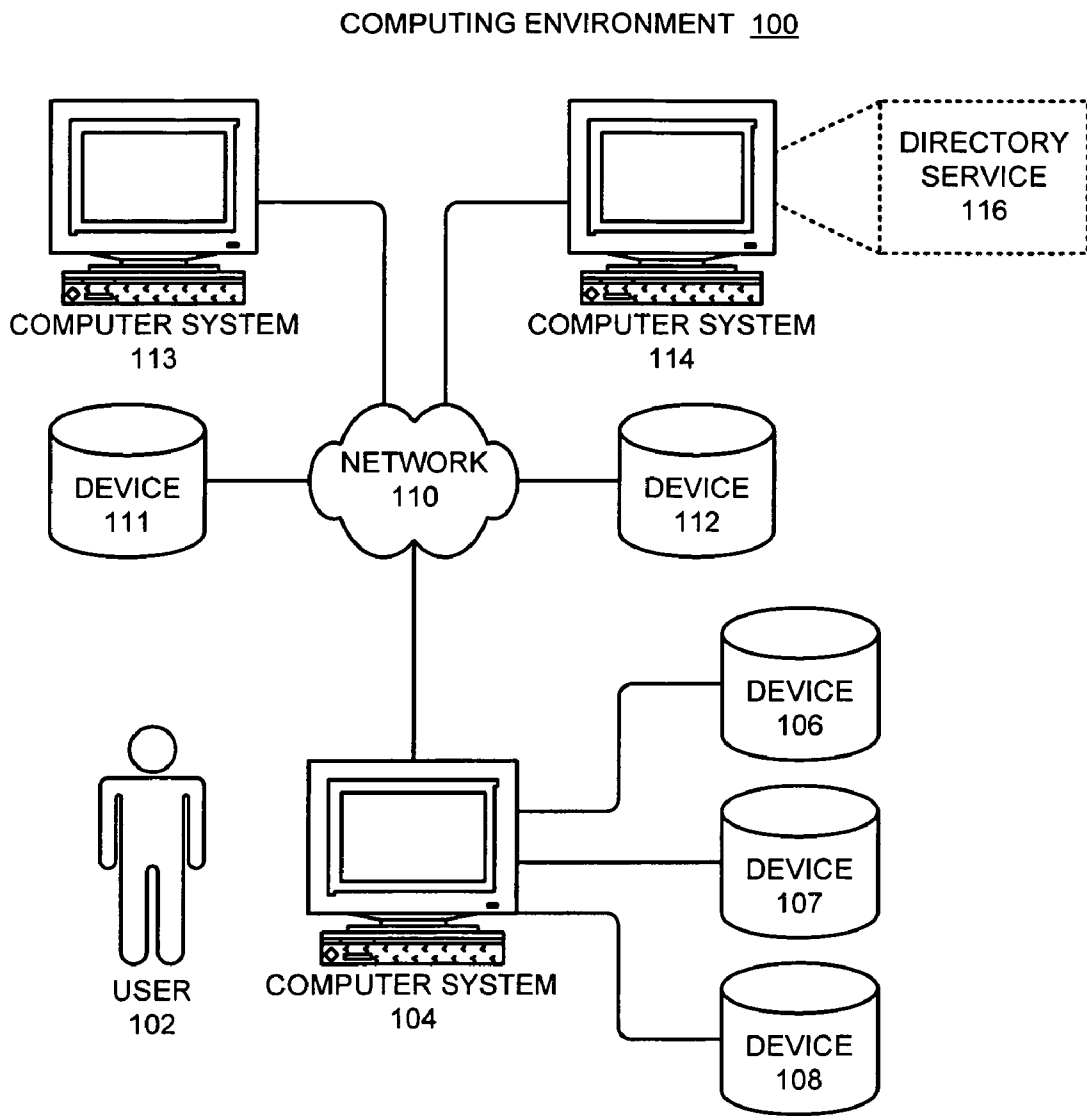 COMPUTING ENVIRONMENT 100
DIRECTORY
SERVICE
116
COMPUTER SYSTEM
113
COMPUTER SYSTEM
114
DEVICE
111
NETWORK
110
DEVICE
112
DEVICE
106
DEVICE
107
DEVICE
108
USER
102
COMPUTER SYSTEM
104